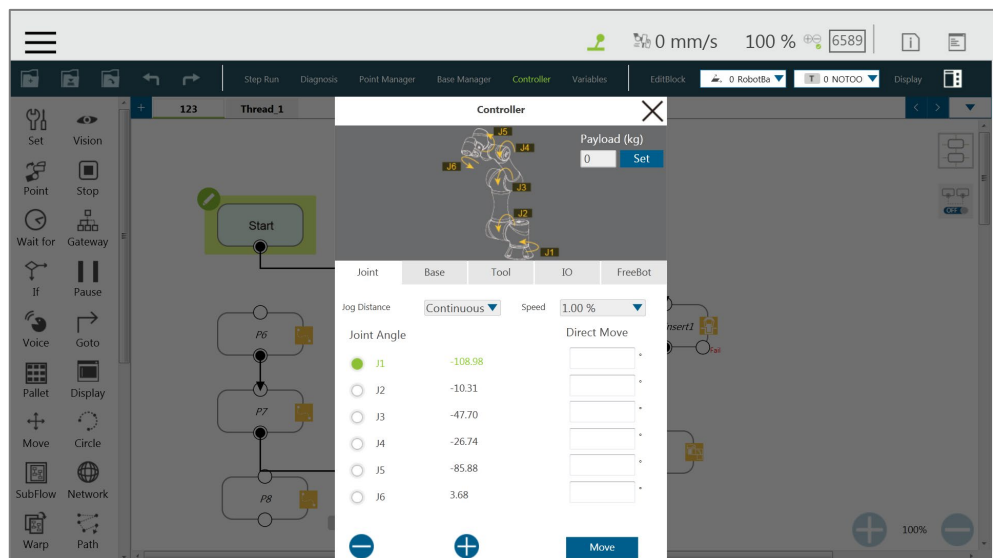 0 mm/s 100 % 6589
Step Run Diagnosis Point Manager Base Manager Controller Variables EditBlock 0 RobotBa T 0 NOTOO Display
123 Thread_1
Set Vision
Point Stop
Wait for Gateway
If Pause
Voice Goto
Pallet Display
Move Circle
SubFlow Network
Warp Path
Start
P6
P7
P8
Controller
J5
J4
J6
J3
J2
J1
Payload (kg)
0 Set
Joint Base Tool IO FreeBot
Jog Distance Continuous Speed 1.00 %
Joint Angle Direct Move
J1 -108.98 °
J2 -10.31 °
J3 -47.70 °
J4 -26.74 °
J5 -85.88 °
J6 3.68 °
Move
Fail
OFF
100%